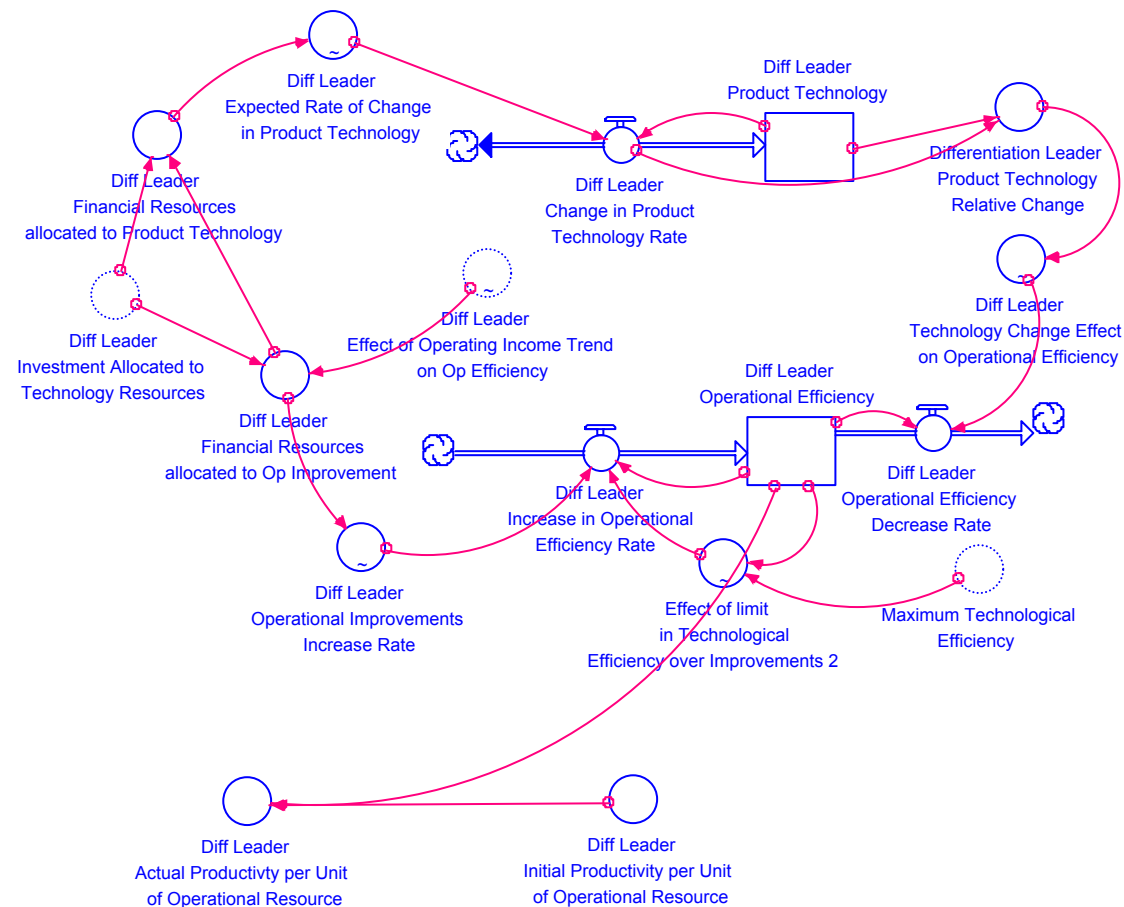 Diff Leader
Expected Rate of Change
in Product Technology
Diff Leader
Product Technology
Diff Leader
Financial Resources
allocated to Product Technology
Diff Leader
Change in Product
Technology Rate
Differentiation Leader
Product Technology
Relative Change
Diff Leader
Investment Allocated to
Technology Resources
Diff Leader
Effect of Operating Income Trend
on Op Efficiency
Diff Leader
Technology Change Effect
on Operational Efficiency
Diff Leader
Operational Efficiency
Diff Leader
Financial Resources
allocated to Op Improvement
Diff Leader
Increase in Operational
Efficiency Rate
Diff Leader
Operational Efficiency
Decrease Rate
Diff Leader
Operational Improvements
Increase Rate
Effect of limit
in Technological
Efficiency over Improvements 2
Maximum Technological
Efficiency
Diff Leader
Actual Productivty per Unit
of Operational Resource
Diff Leader
Initial Productivity per Unit
of Operational Resource